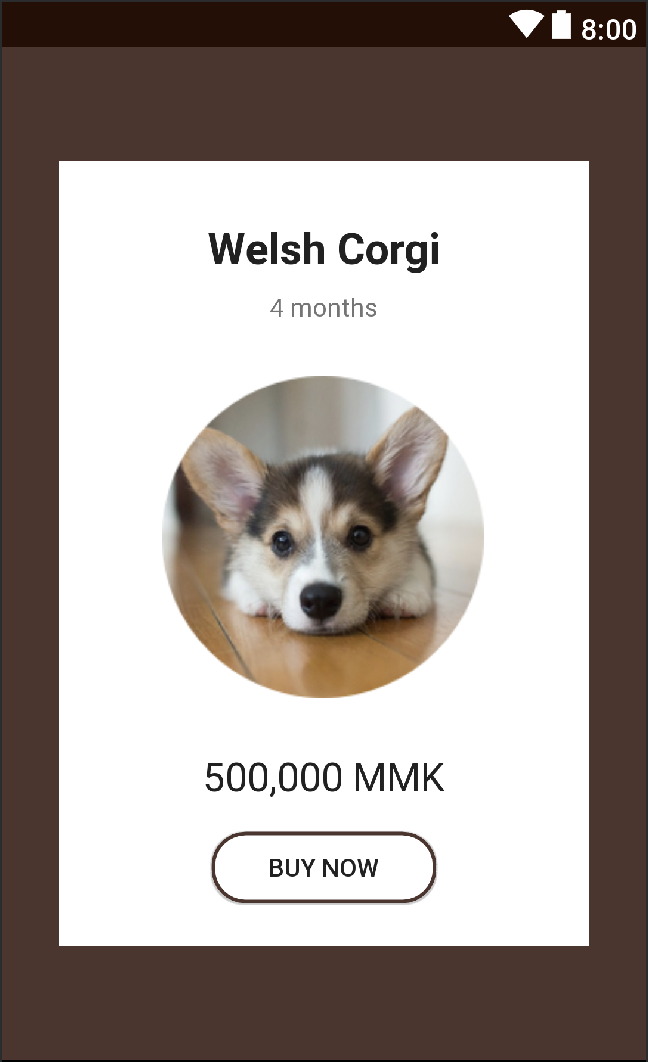 8:00
Welsh Corgi
4 months
500,000 MMK
BUY NOW